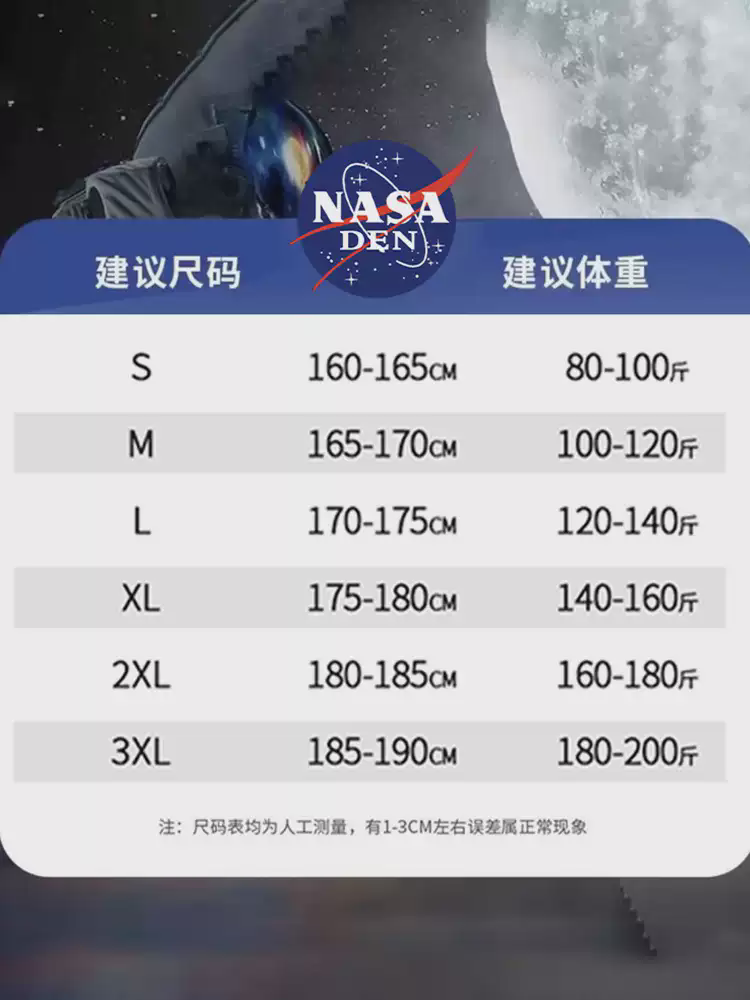 NASA
DEN
建议尺码 建议体重
S 160-165CM 80-100斤
M 165-170CM 100-120斤
L 170-175CM 120-140斤
XL 175-180CM 140-160斤
2XL 180-185CM 160-180斤
3XL 185-190CM 180-200斤
注：尺码表均为人工测量，有1-3CM左右误差属正常现象